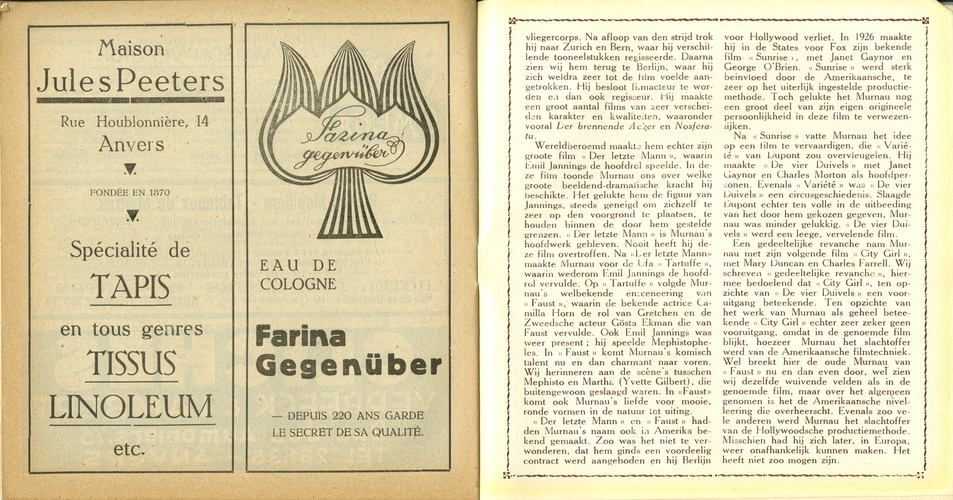 Maison
Jules Peeters
Rue Houblonnière, 14
Anvers
FONDÉE EN 1870
Spécialité de
TAPIS
en tous genres
TISSUS
LINOLEUM
etc.
Farina
gegenüber
EAU DE
COLOGNE
Farina
Gegenüber
— DEPUIS 220 ANS GARDE
LE SECRET DE SA QUALITÉ.
vliegercorps. Na afloop van den strijd trok
hij naar Zurich en Bern, waar hij verschil-
lende tooneelstukken regisseerde. Daarna
zien wij hem terug te Berlijn, waar hij
zich weldra zeer tot de film voelde aan-
getrokken. Hij besloot filmacteur te wor-
den en dan ook regisseur. Hij maakte
een groot aantal films van zeer verschei-
den karakter en kwaliteiten, waaronder
vooral Der brennende Acker en Nosfera-
tu.
Wereldberoemd maakte hem echter zijn
groote film « Der letzte Mann », waarin
Emil Jannings de hoofdrol speelde. In de-
ze film toonde Murnau ons over welke
groote beeldend-dramatische kracht hij
beschikte. Het gelukte hem de figuur van
Jannings, steeds geneigd om zichzelf te
zeer op den voorgrond te plaatsen, te
houden binnen de door hem gestelde
grenzen. « Der letzte Mann » is Murnau's
hoofdwerk gebleven. Nooit heeft hij de-
ze film overtroffen. Na «Der letzte Mann»
maakte Murnau voor de Ufa « Tartuffe »,
waarin wederom Emil Jannings de hoofd-
rol vervulde. Op « Tartuffe » volgde Mur-
nau's welbekende enscèneering van
« Faust », waarin de bekende actrice Ca-
milla Horn de rol van Gretchen en de
Zweedsche acteur Gösta Ekman die van
Faust vervulde. Ook Emil Jannings was
weer present ; hij speelde Mephistophe-
les. In « Faust » komt Murnau's komisch
talent nu en dan charmant naar voren.
Wij herinneren aan de scène's tusschen
Mephisto en Martha (Yvette Gilbert), die
buitengewoon geslaagd waren. In «Faust»
komt ook Murnau's liefde voor mooie,
ronde vormen in de natuur tot uiting.
« Der letzte Mann » en « Faust » had-
den Murnau's naam ook in Amerika be-
kend gemaakt. Zoo was het niet te ver-
wonderen, dat hem ginds een voordeelig
contract werd aangeboden en hij Berlijn
voor Hollywood verliet. In 1926 maakte
hij in de States voor Fox zijn bekende
film « Sunrise », met Janet Gaynor en
George O'Brien. « Sunrise » werd sterk
beinvloed door de Amerikaansche, te
zeer op het uiterlijk ingestelde productie-
methode. Toch gelukte het Murnau nog
een groot deel van zijn eigen origineele
persoonlijkheid in deze film te verwezen-
lijken.
Na « Sunrise » vatte Murnau het idee
op een film te vervaardigen, die « Varié-
té » van Dupont zou overvleugelen. Hij
maakte « De vier Duivels » met Janet
Gaynor en Charles Morton als hoofdper-
sonen. Evenals « Variété » was « De vier
Duivels » een circusgeschiedenis. Slaagde
Dupont echter ten volle in de uitbeeding
van het door hem gekozen gegeven, Mur-
nau was minder gelukkig. « De vier Dui-
vels » werd een leege, vervelende film.
Een gedeeltelijke revanche nam Mur-
nau met zijn volgende film « City Girl »,
met Mary Duncan en Charles Farrell. Wij
schreven « gedeeltelijke revanche », hier-
mee bedoelend dat « City Girl », ten op-
zichte van « De vier Duivels » een voor-
uitgang beteekende. Ten opzichte van
het werk van Murnau als geheel betee-
kende « City Girl » echter zeer zeker geen
vooruitgang, omdat in de genoemde film
blijkt, hoezeer Murnau het slachtoffer
werd van de Amerikaansche filmtechniek.
Wel breekt hier de oude Murnau van
« Faust » nu en dan even door, wel zien
wij dezelfde wuivende velden als in de
genoemde film, maar over het algemeen
genomen is het de Amerikaansche nivel-
leering die overheerscht. Evenals zoo ve-
le anderen werd Murnau het slachtoffer
van de Hollywoodsche productiemethode.
Misschien had hij zich later, in Europa,
weer onafhankelijk kunnen maken. Het
heeft niet zoo mogen zijn.